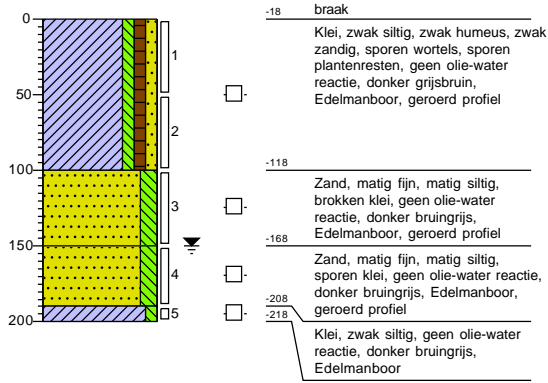 0
50
100
150
200
1
2
3
4
5
-18
braak
Klei, zwak siltig, zwak humeus, zwak
zandig, sporen wortels, sporen
plantenresten, geen olie-water
reactie, donker grijsbruin,
Edelmanboor, geroerd profiel
-118
Zand, matig fijn, matig siltig,
brokken klei, geen olie-water
reactie, donker bruingrijs,
Edelmanboor, geroerd profiel
-168
Zand, matig fijn, matig siltig,
sporen klei, geen olie-water reactie,
donker bruingrijs, Edelmanboor,
geroerd profiel
-208
-218
Klei, zwak siltig, geen olie-water
reactie, donker bruingrijs,
Edelmanboor